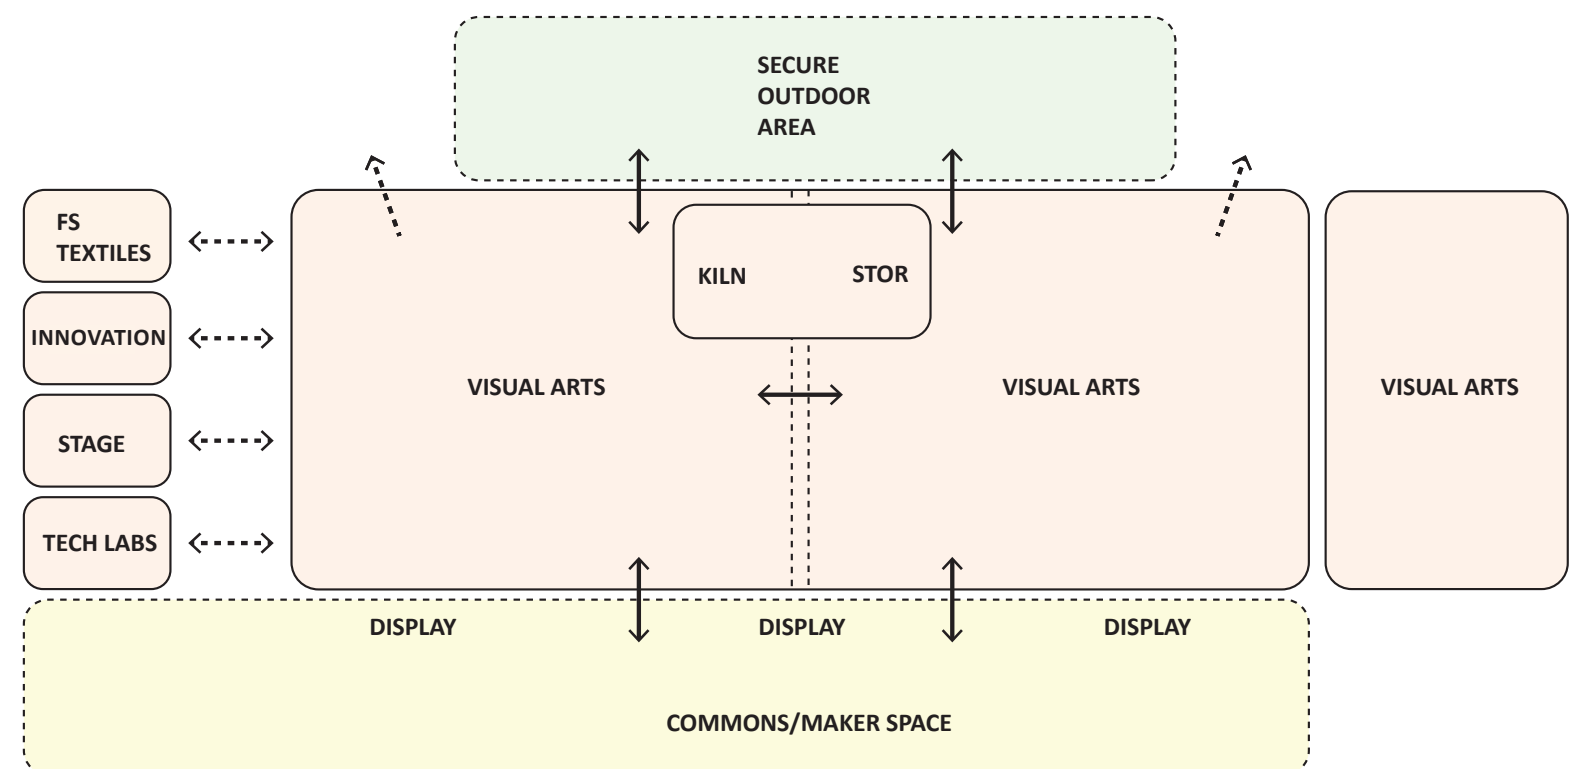 SECURE
OUTDOOR
AREA
FS
TEXTILES
KILN
STOR
INNOVATION
VISUAL ARTS
VISUAL ARTS
VISUAL ARTS
STAGE
TECH LABS
DISPLAY
DISPLAY
DISPLAY
COMMONS/MAKER SPACE